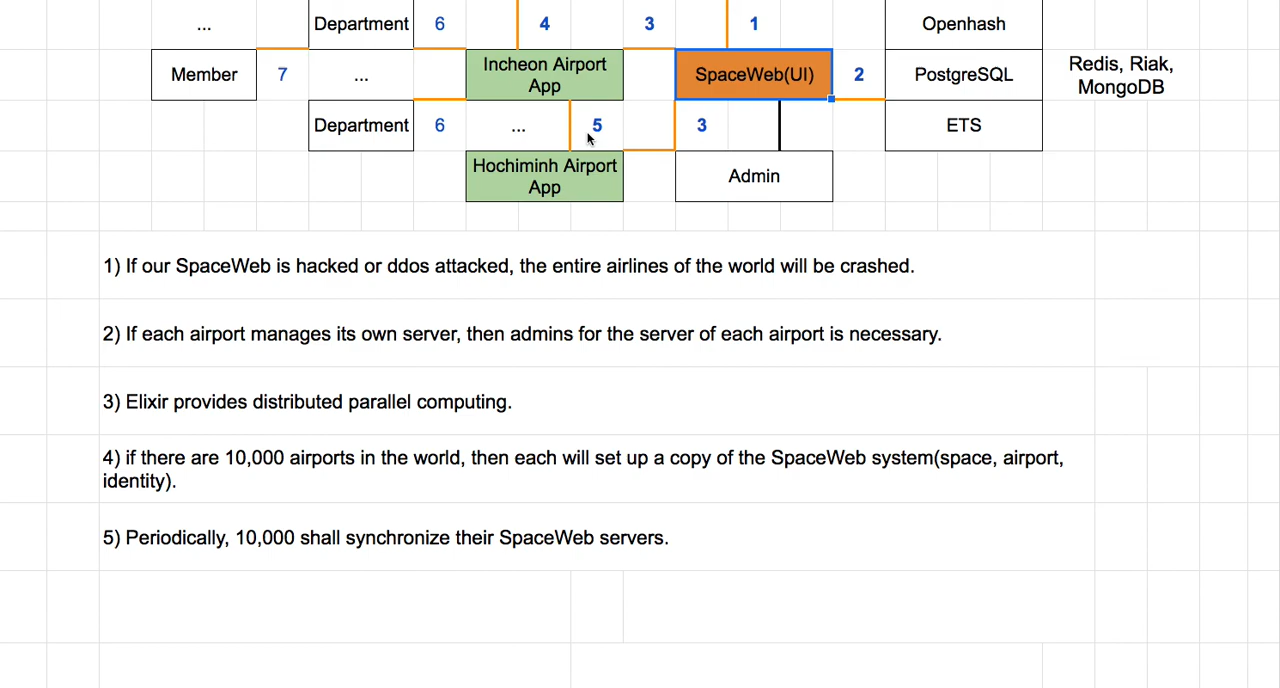 ... Department 6 4 3 1 Openhash
Member 7 ... Incheon Airport App SpaceWeb(UI) 2 PostgreSQL Redis, Riak, MongoDB
Department 6 ... 5 3 ETS
Hochiminh Airport App Admin
1) If our SpaceWeb is hacked or ddos attacked, the entire airlines of the world will be crashed.
2) If each airport manages its own server, then admins for the server of each airport is necessary.
3) Elixir provides distributed parallel computing.
4) if there are 10,000 airports in the world, then each will set up a copy of the SpaceWeb system(space, airport,
identity).
5) Periodically, 10,000 shall synchronize their SpaceWeb servers.